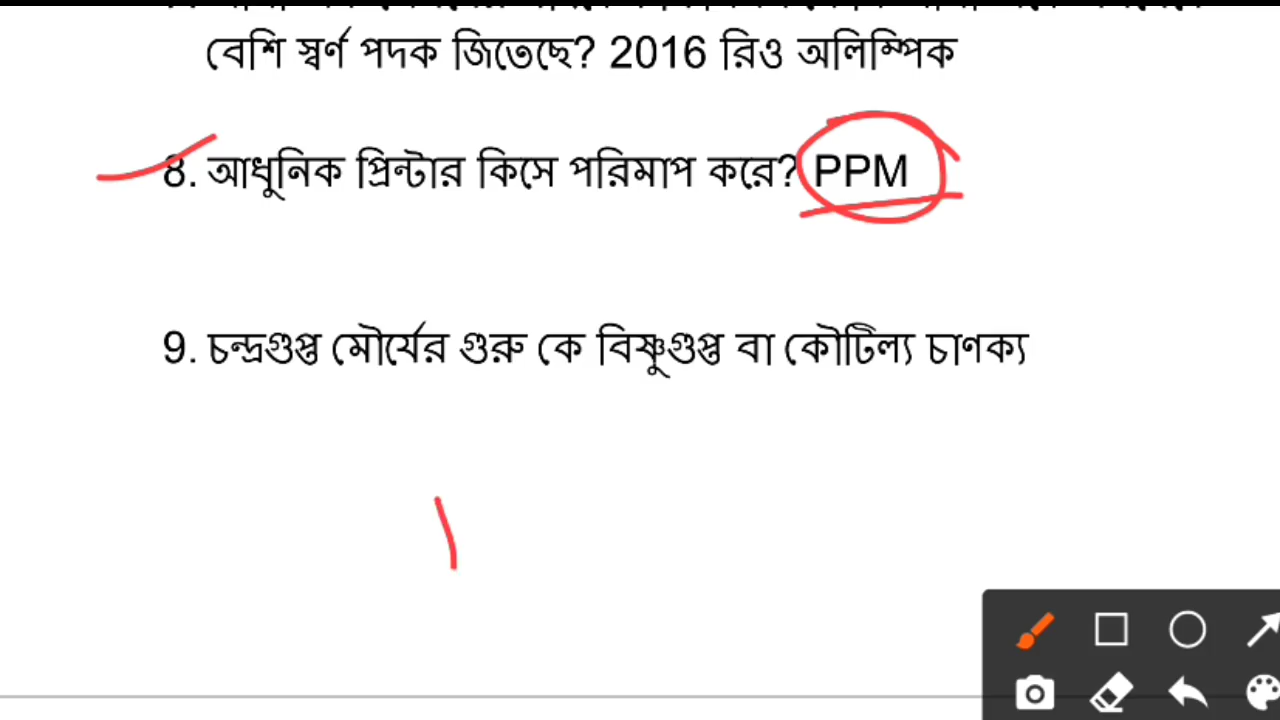 বেশি স্বর্ণ পদক জিতেছে? 2016 রিও অলিম্পিক
8. আধুনিক প্রিন্টার কিসে পরিমাপ করে? PPM
9. চন্দ্রগুপ্ত মৌর্যের গুরু কে বিষ্ণুগুপ্ত বা কৌটিল্য চাণক্য